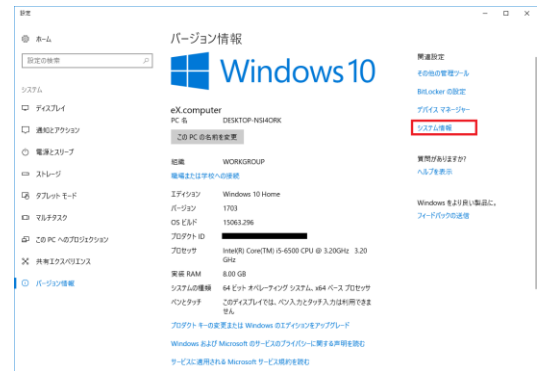 設定
ホーム
設定の検索
システム
ディスプレイ
通知とアクション
電源とスリープ
ストレージ
タブレット モード
マルチタスク
この PC へのプロジェクション
共有エクスペリエンス
バージョン情報
バージョン情報
Windows 10
eX.computer
PC 名 DESKTOP-NSI4ORK
この PC の名前を変更
組織 WORKGROUP
職場または学校への接続
エディション Windows 10 Home
バージョン 1703
OS ビルド 15063.296
プロダクト ID
プロセッサ Intel(R) Core(TM) i5-6500 CPU @ 3.20GHz 3.20
GHz
実装 RAM 8.00 GB
システムの種類 64 ビット オペレーティング システム、x64 ベース プロセッサ
ペンとタッチ このディスプレイでは、ペン入力とタッチ入力は利用できま
せん
プロダクト キーの変更または Windows のエディションをアップグレード
Windows および Microsoft のサービスのプライバシーに関する声明を読む
サービスに適用される Microsoft サービス規約を読む
関連設定
その他の管理ツール
BitLocker の設定
デバイス マネージャー
システム情報
質問がありますか?
ヘルプを表示
Windows をより良い製品に。
フィードバックの送信